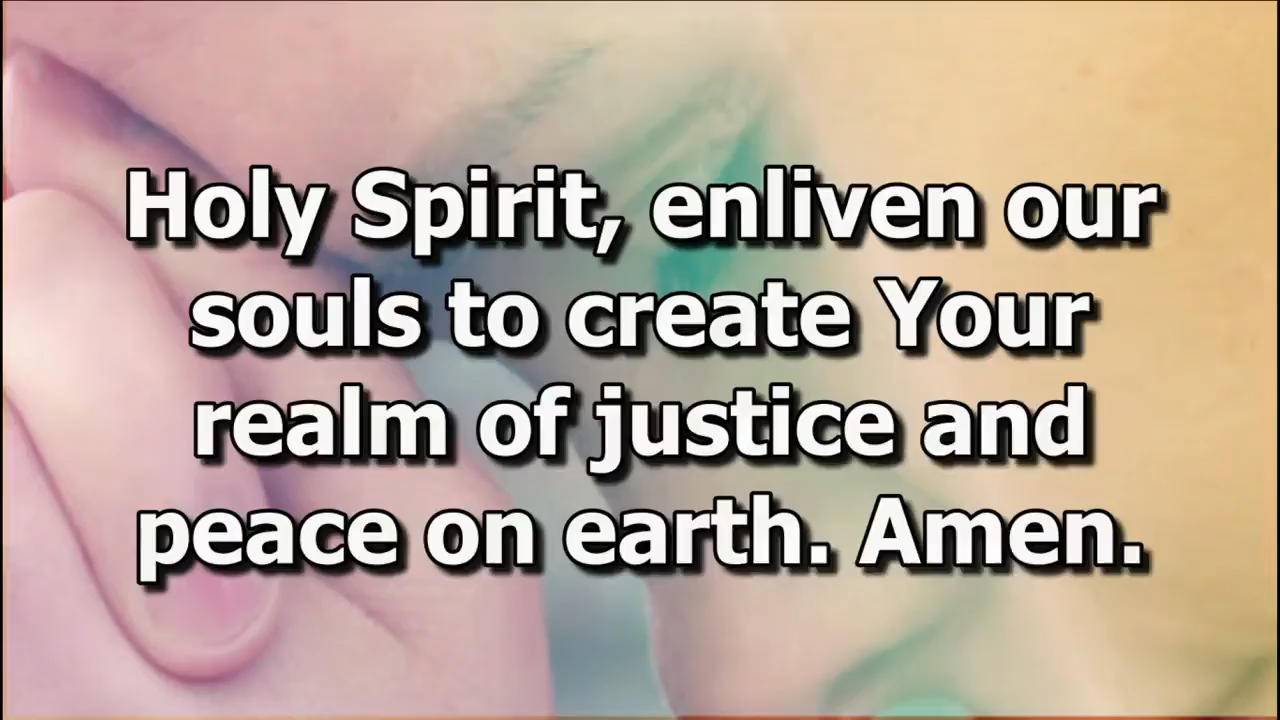 Holy Spirit, enliven our
souls to create Your
realm of justice and
peace on earth. Amen.